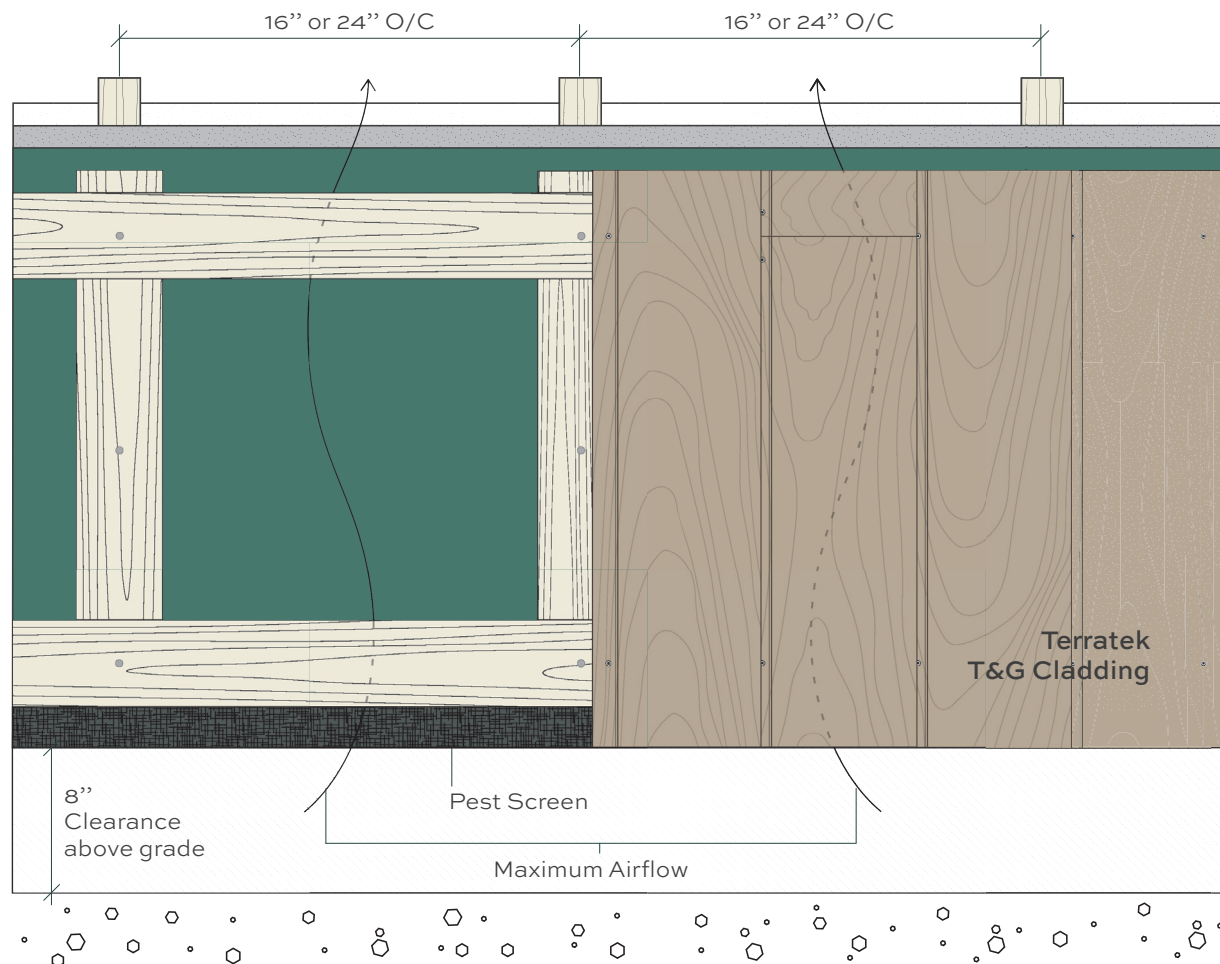 16’’ or 24’’ O/C
16’’ or 24’’ O/C
Terratek
T&G Cladding
8’’
Clearance
above grade
Pest Screen
Maximum Airflow